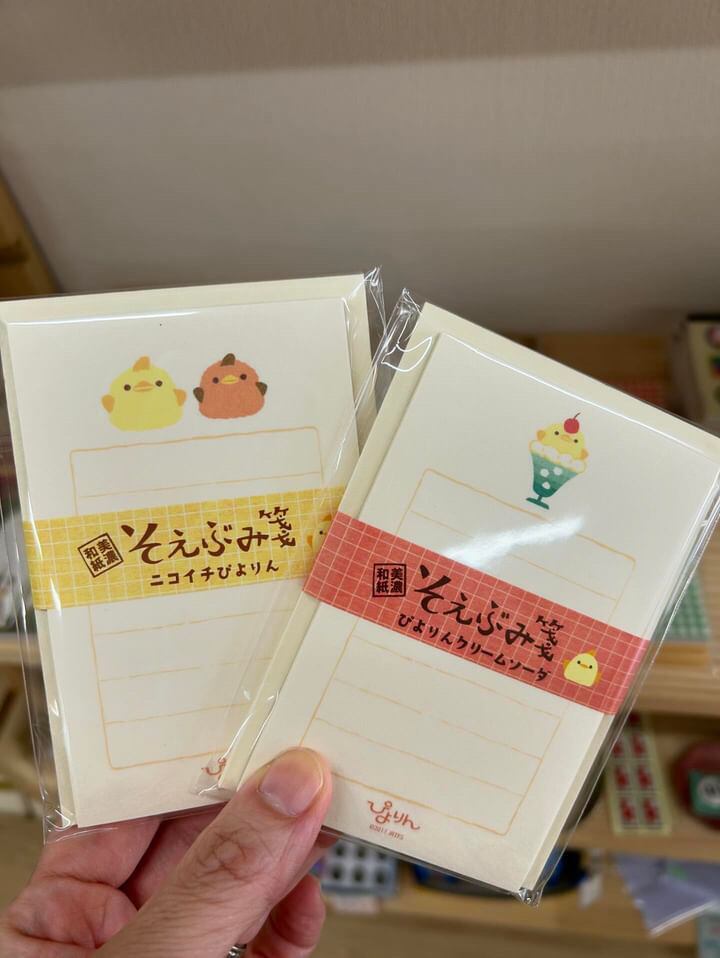 美濃
和紙
そえぶみ箋
ニコイチぴよりん
美濃
和紙
そえぶみ箋
ぴよりんクリームソーダ
ぴよりん